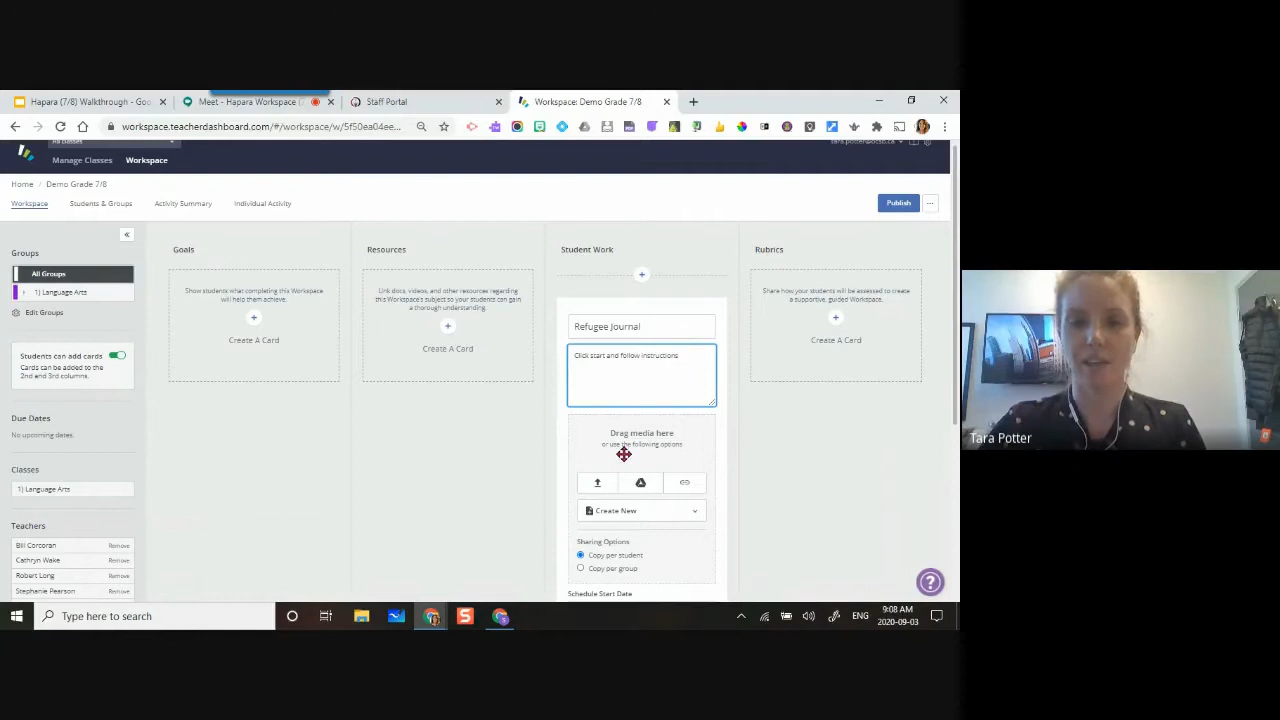 Hapara (7/8) Walkthrough - Goo
Meet - Hapara Workspace (7
Staff Portal
Workspace: Demo Grade 7/8
workspace.teacherdashboard.com/#/workspace/w/5f50ea04ee...
All classes
Manage Classes
Workspace
Home / Demo Grade 7/8
Workspace
Students & Groups
Activity Summary
Individual Activity
Publish
Groups
All Groups
1) Language Arts
Edit Groups
Students can add cards
Cards can be added to the
2nd and 3rd columns.
Due Dates
No upcoming dates.
Classes
1) Language Arts
Teachers
Bill Corcoran Remove
Cathryn Wake Remove
Robert Long Remove
Stephanie Pearson Remove
Goals
Show students what completing this Workspace
will help them achieve.
Create A Card
Resources
Link docs, videos, and other resources regarding
this Workspace's subject so your students can gain
a thorough understanding.
Create A Card
Student Work
Refugee Journal
Click start and follow instructions
Drag media here
or use the following options
Create New
Sharing Options
Copy per student
Copy per group
Schedule Start Date
Rubrics
Share how your students will be assessed to create
a supportive, guided Workspace.
Create A Card
Tara Potter
Type here to search
ENG
9:08 AM
2020-09-03